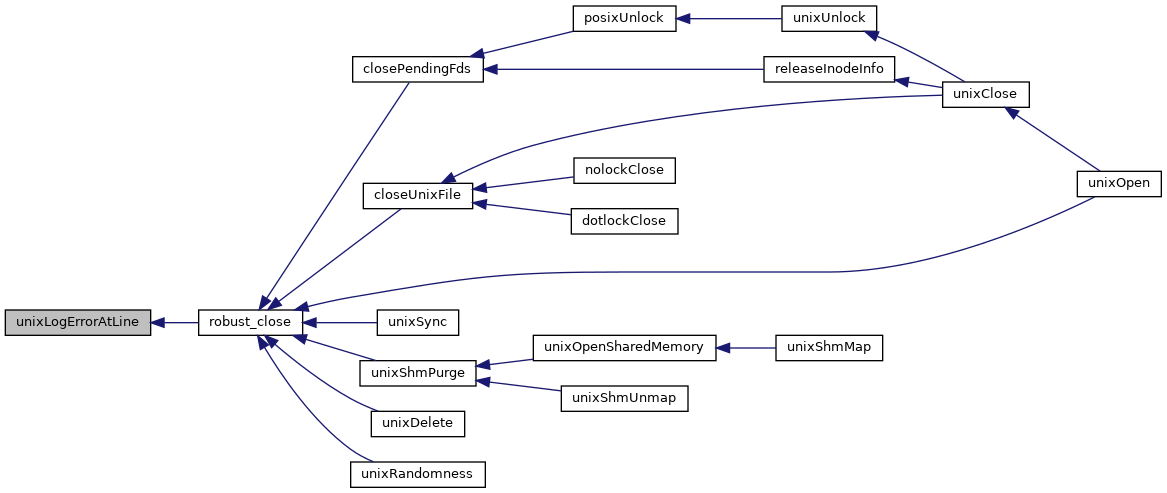 posixUnlock
unixUnlock
closePendingFds
releaseInodeInfo
unixClose
nolockClose
unixOpen
closeUnixFile
dotlockClose
unixLogErrorAtLine
robust_close
unixSync
unixOpenSharedMemory
unixShmMap
unixShmPurge
unixShmUnmap
unixDelete
unixRandomness